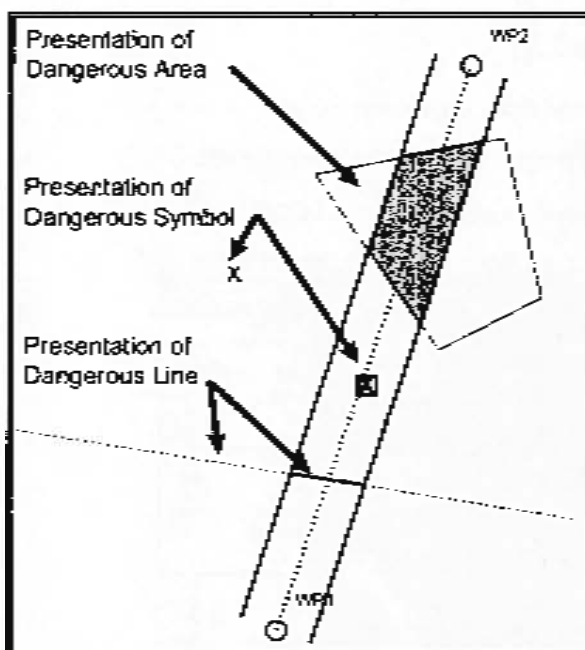 WP2
Presentation of
Dangerous Area
Presentation of
Dangerous Symbol
X
Presentation of
Dangerous Line
WP1